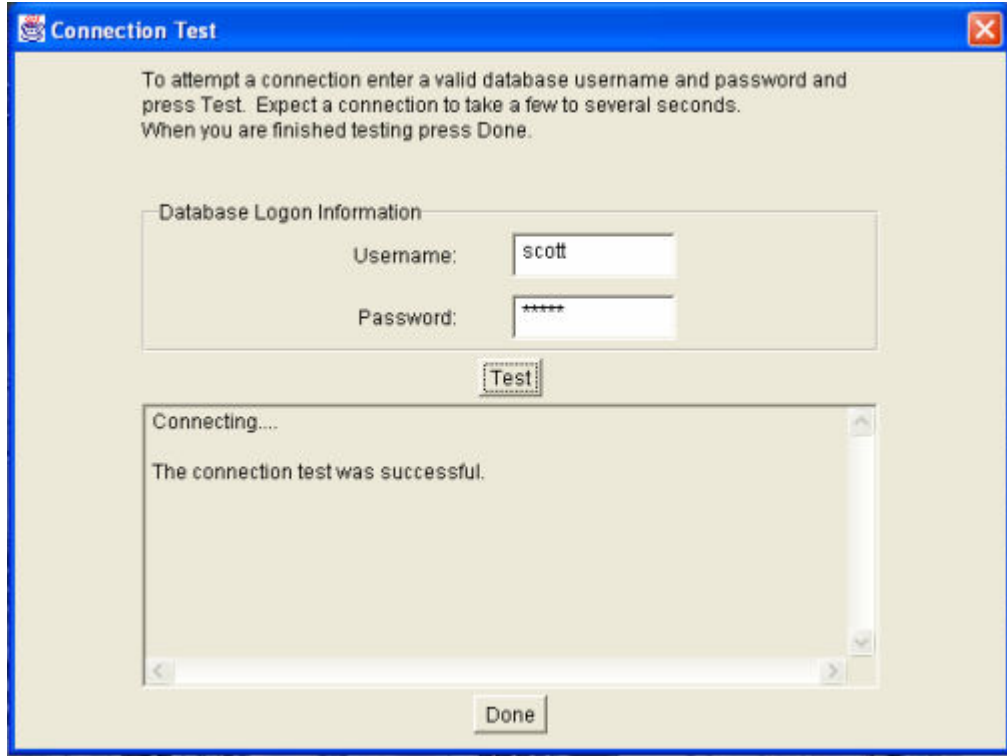 Connection Test
To attempt a connection enter a valid database username and password and
press Test. Expect a connection to take a few to several seconds.
When you are finished testing press Done.
Database Logon Information
Username: scott
Password: *****
Test
Connecting....
The connection test was successful.
Done